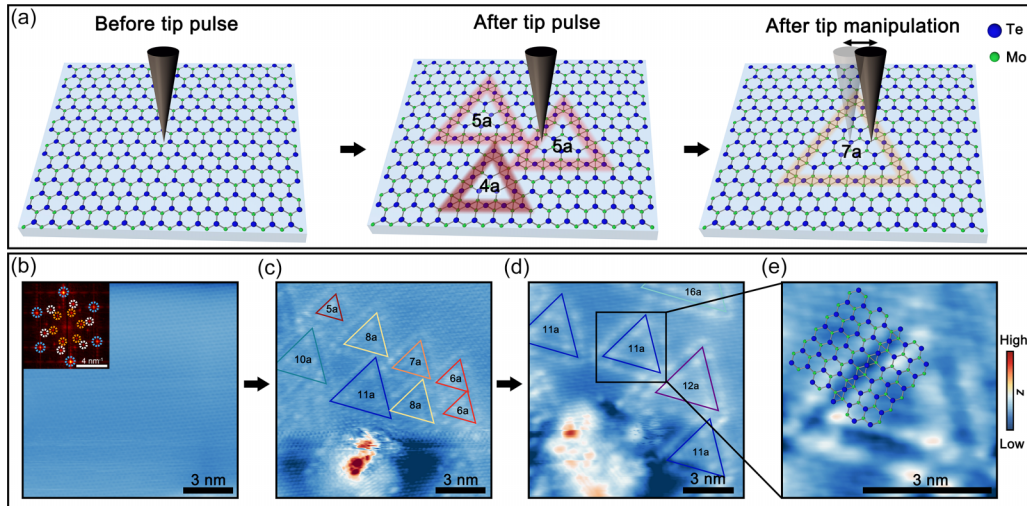 (a)
Before tip pulse
After tip pulse
After tip manipulation
Te
Mo
5a
5a
4a
7a
(b)
4 nm⁻¹
3 nm
(c)
5a
8a
10a
7a
11a
6a
8a
6a
3 nm
(d)
16a
11a
11a
12a
11a
3 nm
(e)
3 nm
High
z
Low